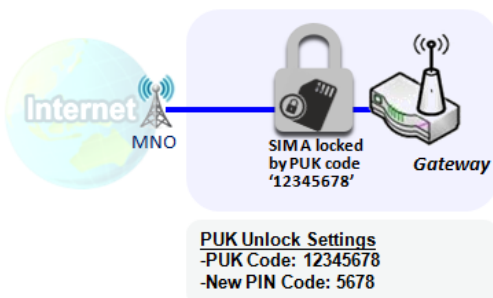 Internet
MNO
SIM A locked
by PUK code
‘12345678’
Gateway
PUK Unlock Settings
-PUK Code: 12345678
-New PIN Code: 5678